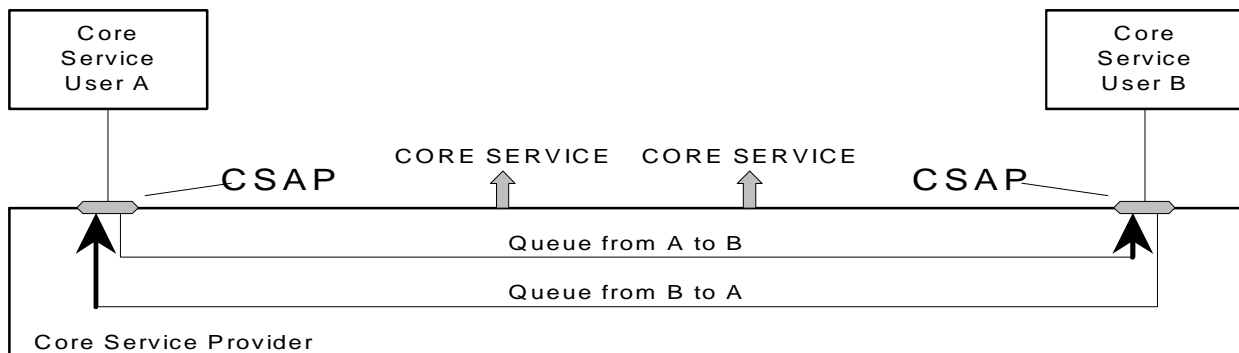 Core
Service
User A
Core
Service
User B
CORE SERVICE
CORE SERVICE
CSAP
CSAP
Queue from A to B
Queue from B to A
Core Service Provider